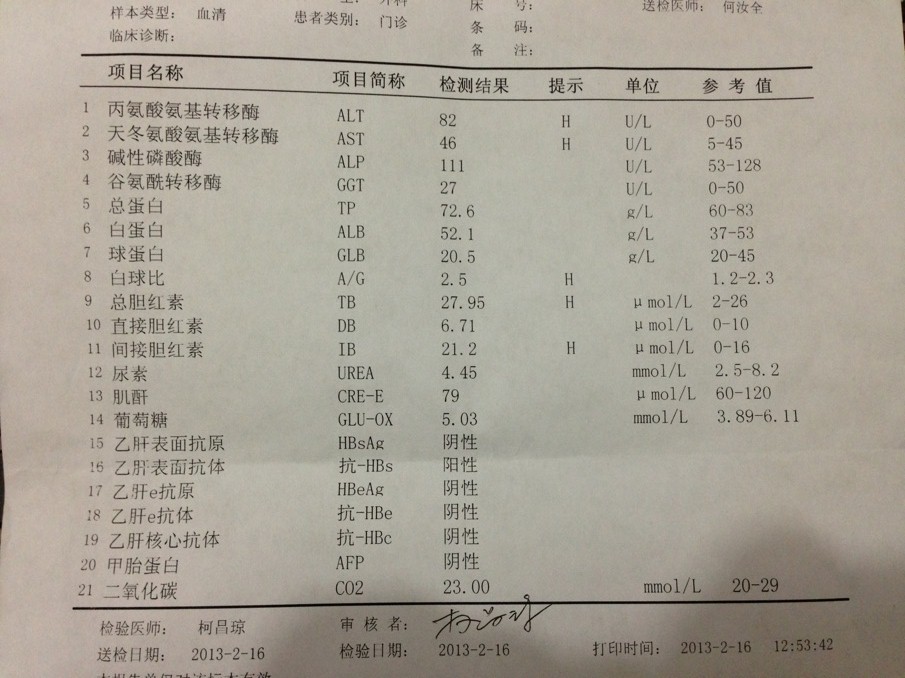 样本类型： 血清 患者类别： 门诊 床 号： 送检医师： 何汝全
临床诊断： 条 码：
备 注：
项目名称 项目简称 检测结果 提示 单位 参 考 值
1 丙氨酸氨基转移酶 ALT 82 H U/L 0-50
2 天冬氨酸氨基转移酶 AST 46 H U/L 5-45
3 碱性磷酸酶 ALP 111 U/L 53-128
4 谷氨酰转移酶 GGT 27 U/L 0-50
5 总蛋白 TP 72.6 g/L 60-83
6 白蛋白 ALB 52.1 g/L 37-53
7 球蛋白 GLB 20.5 g/L 20-45
8 白球比 A/G 2.5 H 1.2-2.3
9 总胆红素 TB 27.95 H μmol/L 2-26
10 直接胆红素 DB 6.71 μmol/L 0-10
11 间接胆红素 IB 21.2 H μmol/L 0-16
12 尿素 UREA 4.45 mmol/L 2.5-8.2
13 肌酐 CRE-E 79 μmol/L 60-120
14 葡萄糖 GLU-OX 5.03 mmol/L 3.89-6.11
15 乙肝表面抗原 HBsAg 阴性
16 乙肝表面抗体 抗-HBs 阳性
17 乙肝e抗原 HBeAg 阴性
18 乙肝e抗体 抗-HBe 阴性
19 乙肝核心抗体 抗-HBc 阴性
20 甲胎蛋白 AFP 阴性
21 二氧化碳 CO2 23.00 mmol/L 20-29
检验医师： 柯昌琼 审 核 者：
送检日期： 2013-2-16 检验日期： 2013-2-16 打印时间： 2013-2-16 12:53:42